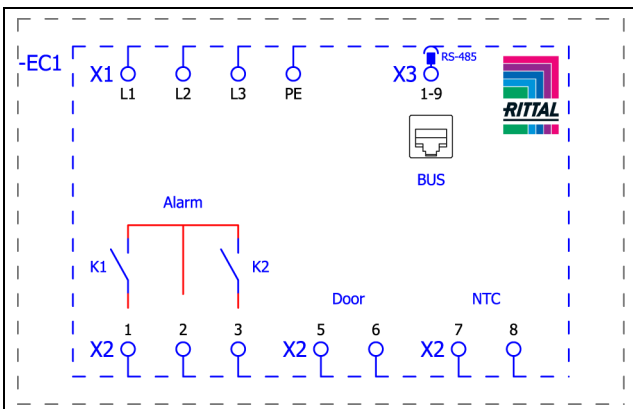 -EC1
X1
L1
L2
L3
PE
X3
RS-485
1-9
RITTAL
BUS
Alarm
K1
K2
Door
NTC
X2
1
2
3
X2
5
6
X2
7
8